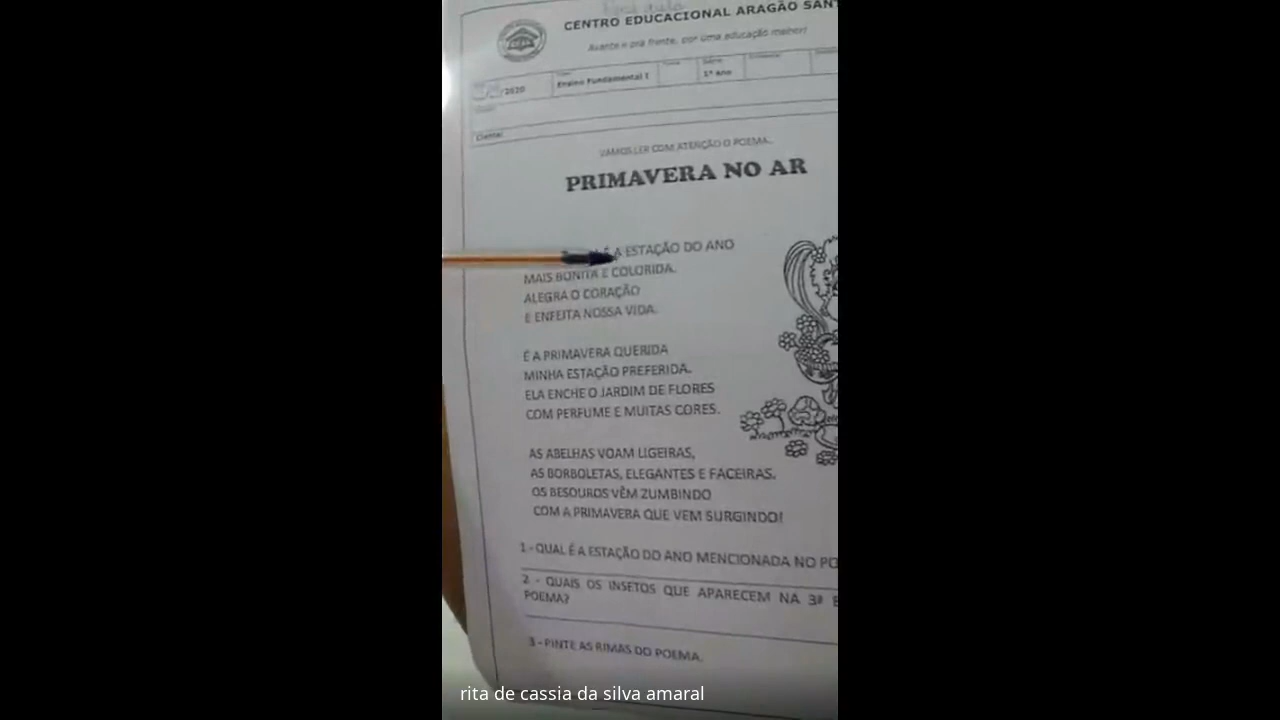 CENTRO EDUCACIONAL ARAGÃO SAN
Avante e pra frente, por uma educação melhor!
/2020
Ensino Fundamental I
1º Ano
VAMOS LER COM ATENÇÃO O POEMA.
PRIMAVERA NO AR
É A ESTAÇÃO DO ANO
MAIS BONITA E COLORIDA.
ALEGRA O CORAÇÃO
E ENFEITA NOSSA VIDA.
É A PRIMAVERA QUERIDA
MINHA ESTAÇÃO PREFERIDA.
ELA ENCHE O JARDIM DE FLORES
COM PERFUME E MUITAS CORES.
AS ABELHAS VOAM LIGEIRAS,
AS BORBOLETAS, ELEGANTES E FACEIRAS.
OS BESOUROS VÊM ZUMBINDO
COM A PRIMAVERA QUE VEM SURGINDO!
1 - QUAL É A ESTAÇÃO DO ANO MENCIONADA NO PO
2 - QUAIS OS INSETOS QUE APARECEM NA 3ª E
POEMA?
3 - PINTE AS RIMAS DO POEMA.
rita de cassia da silva amaral